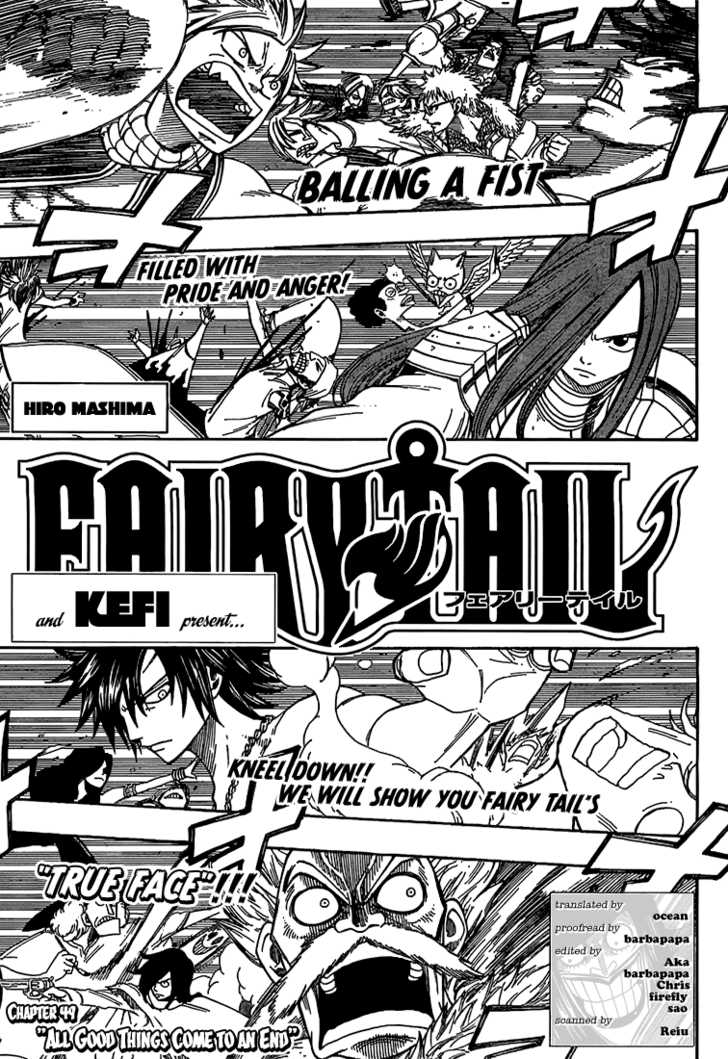 BALLING A FIST
FILLED WITH
PRIDE AND ANGER!
HIRO MASHIMA
FAIRY TAIL
フェアリーテイル
and KEFI present...
KNEEL DOWN!!
WE WILL SHOW YOU FAIRY TAIL'S
"TRUE FACE"!!!
CHAPTER 49
"ALL GOOD THINGS COME TO AN END"
translated by
ocean
proofread by
barbapapa
edited by
Aka
barbapapa
Chris
firefly
sao
scanned by
Reiu